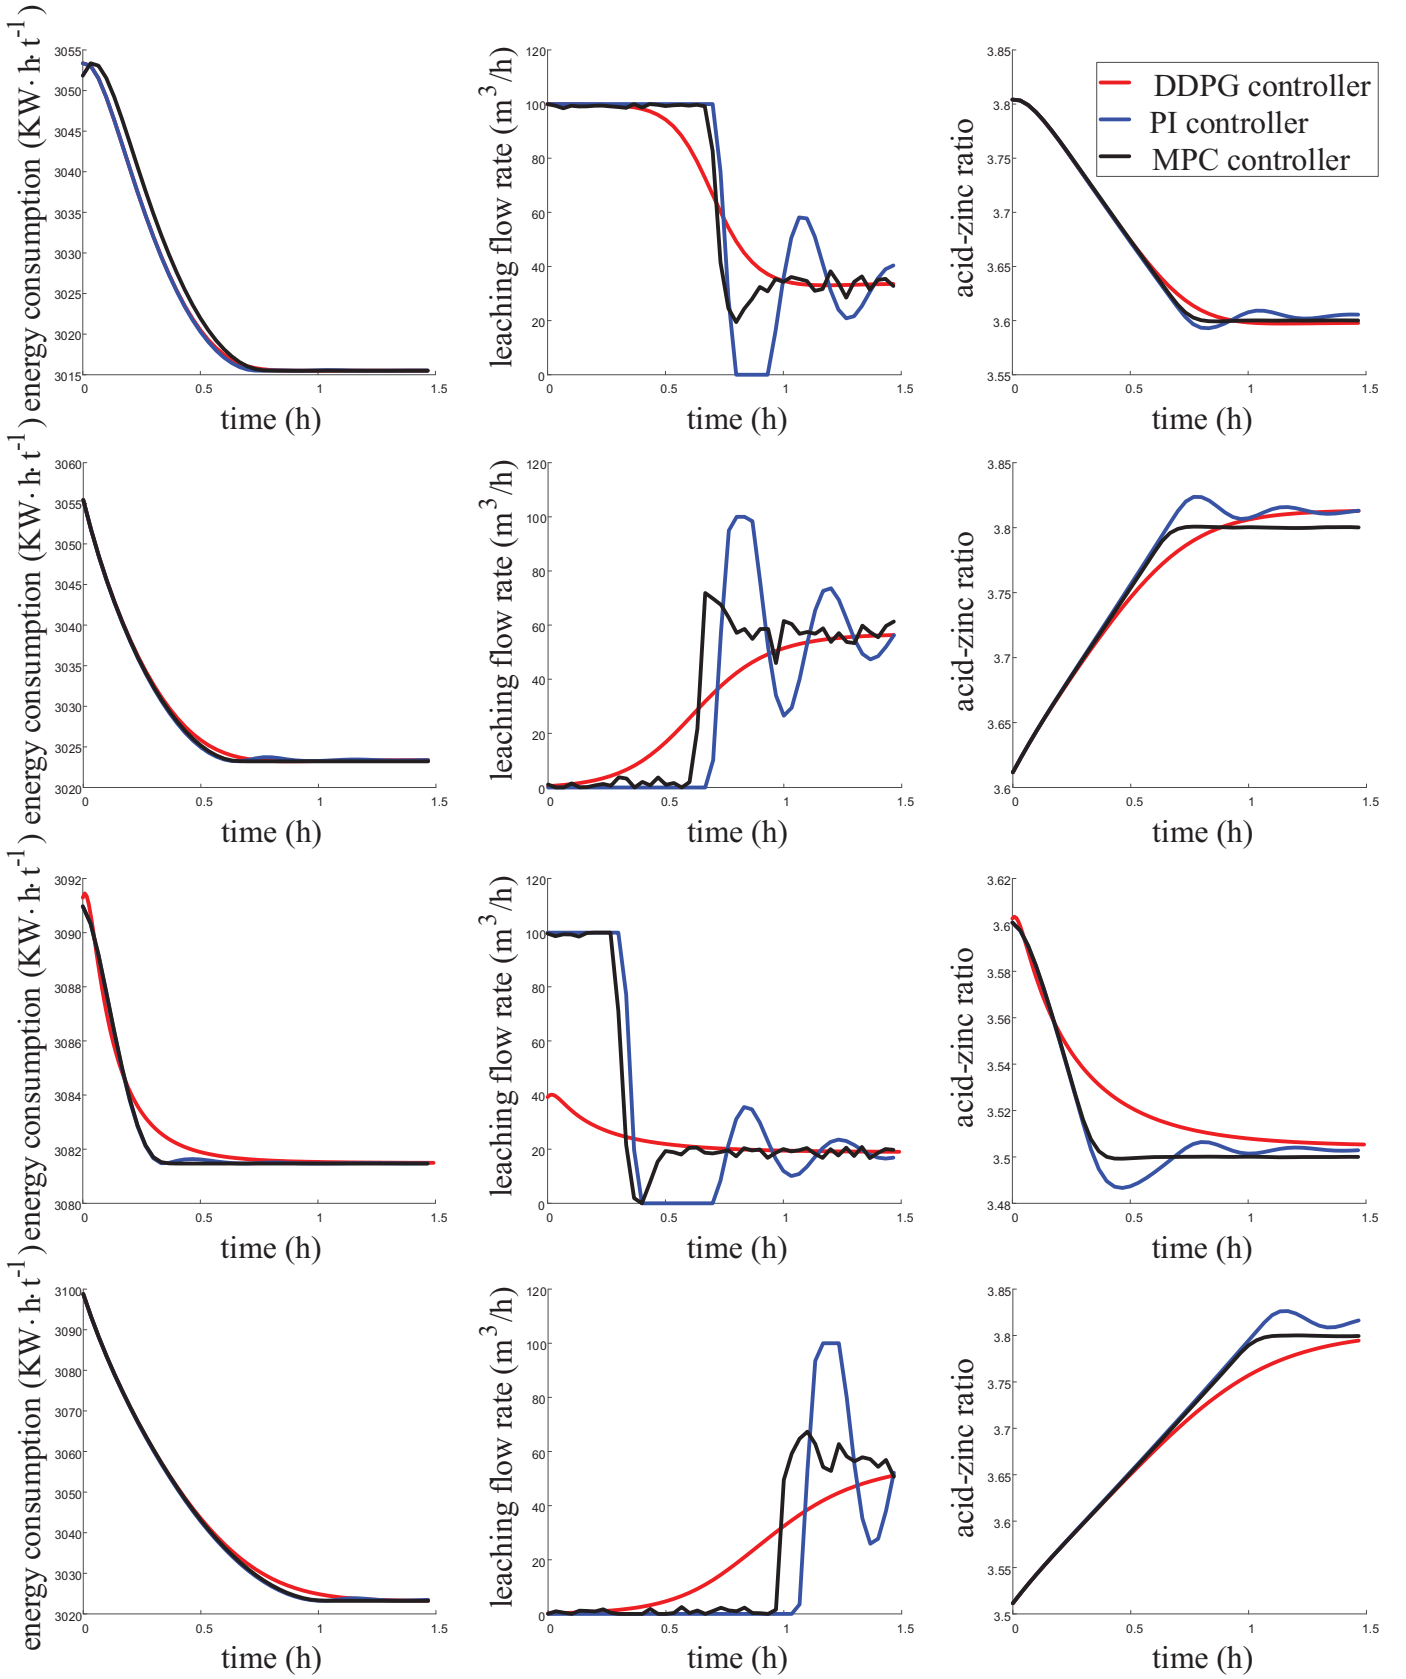 energy consumption (KW·h·t⁻¹)
3055
3050
3045
3040
3035
3030
3025
3020
3015
0 0.5 1 1.5
time (h)
leaching flow rate (m³/h)
120
100
80
60
40
20
0
0 0.5 1 1.5
time (h)
acid-zinc ratio
3.85
3.8
3.75
3.7
3.65
3.6
3.55
0 0.5 1 1.5
time (h)
DDPG controller
PI controller
MPC controller
energy consumption (KW·h·t⁻¹)
3060
3055
3050
3045
3040
3035
3030
3025
3020
0 0.5 1 1.5
time (h)
leaching flow rate (m³/h)
120
100
80
60
40
20
0
0 0.5 1 1.5
time (h)
acid-zinc ratio
3.85
3.8
3.75
3.7
3.65
3.6
0 0.5 1 1.5
time (h)
energy consumption (KW·h·t⁻¹)
3092
3090
3088
3086
3084
3082
3080
0 0.5 1 1.5
time (h)
leaching flow rate (m³/h)
120
100
80
60
40
20
0
0 0.5 1 1.5
time (h)
acid-zinc ratio
3.62
3.6
3.58
3.56
3.54
3.52
3.5
3.48
0 0.5 1 1.5
time (h)
energy consumption (KW·h·t⁻¹)
3100
3090
3080
3070
3060
3050
3040
3030
3020
0 0.5 1 1.5
time (h)
leaching flow rate (m³/h)
120
100
80
60
40
20
0
0 0.5 1 1.5
time (h)
acid-zinc ratio
3.85
3.8
3.75
3.7
3.65
3.6
3.55
3.5
0 0.5 1 1.5
time (h)